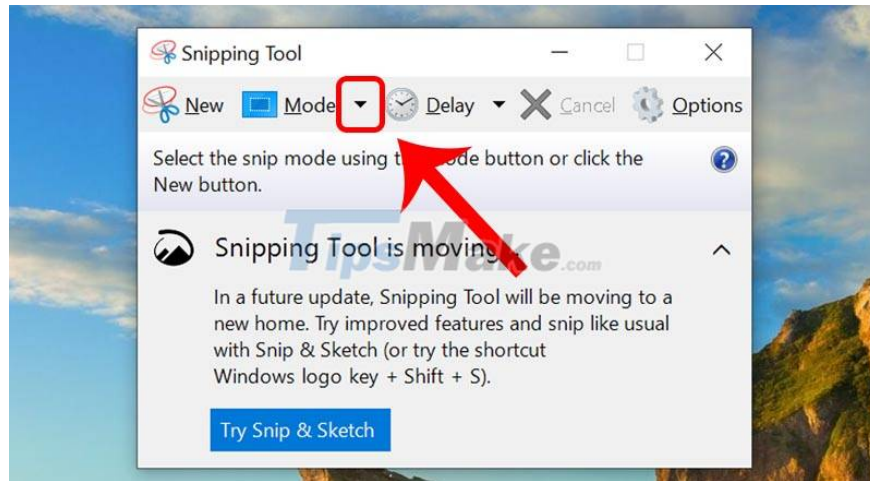 Snipping Tool
New Mode Delay Cancel Options
Select the snip mode using the Mode button or click the
New button.
Snipping Tool is moving...
TipsMake.com
In a future update, Snipping Tool will be moving to a
new home. Try improved features and snip like usual
with Snip & Sketch (or try the shortcut
Windows logo key + Shift + S).
Try Snip & Sketch